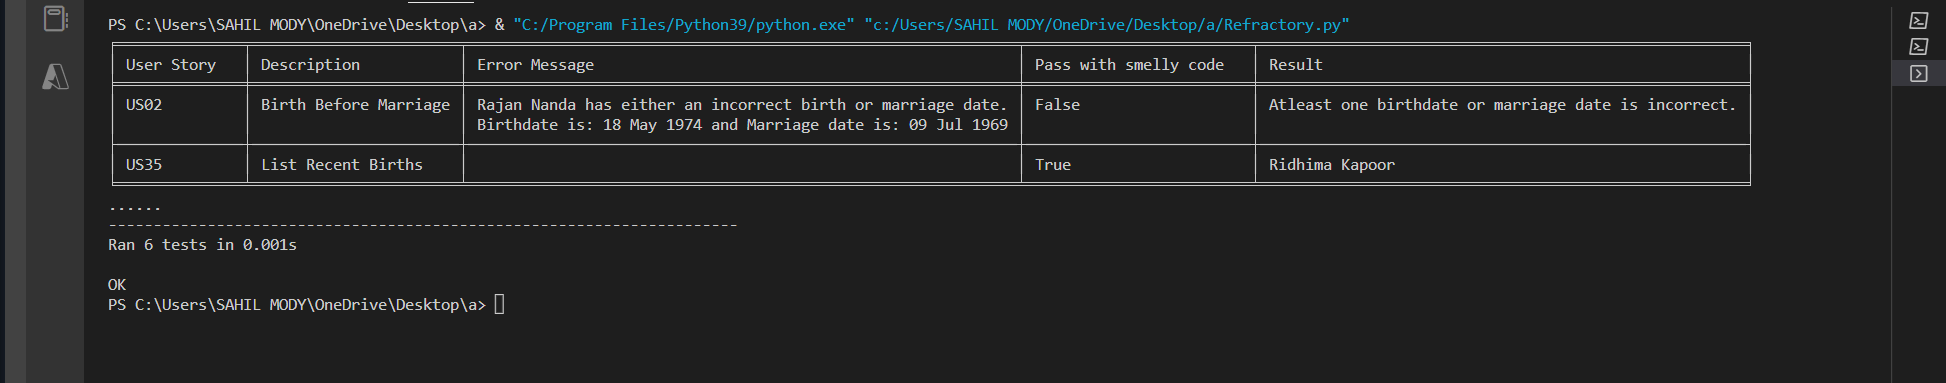 PS C:\Users\SAHIL MODY\OneDrive\Desktop\a> & "C:/Program Files/Python39/python.exe" "c:/Users/SAHIL MODY/OneDrive/Desktop/a/Refractory.py"
User Story Description Error Message Pass with smelly code Result
US02 Birth Before Marriage Rajan Nanda has either an incorrect birth or marriage date. False Atleast one birthdate or marriage date is incorrect.
Birthdate is: 18 May 1974 and Marriage date is: 09 Jul 1969
US35 List Recent Births True Ridhima Kapoor
......
----------------------------------------------------------------------
Ran 6 tests in 0.001s
OK
PS C:\Users\SAHIL MODY\OneDrive\Desktop\a>